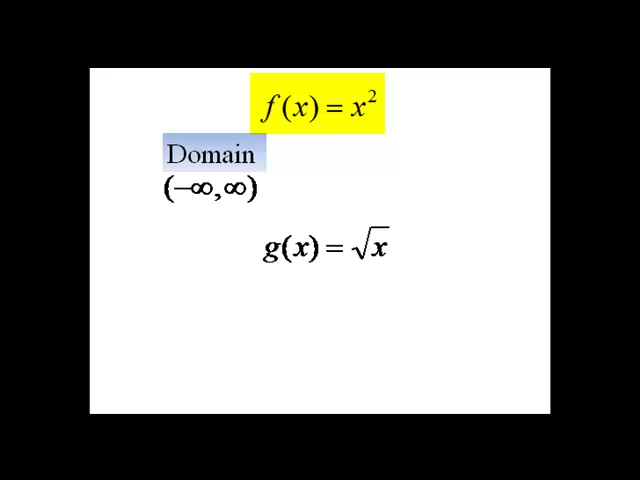 f(x) = x²
Domain
(−∞,∞)
g(x) = √x